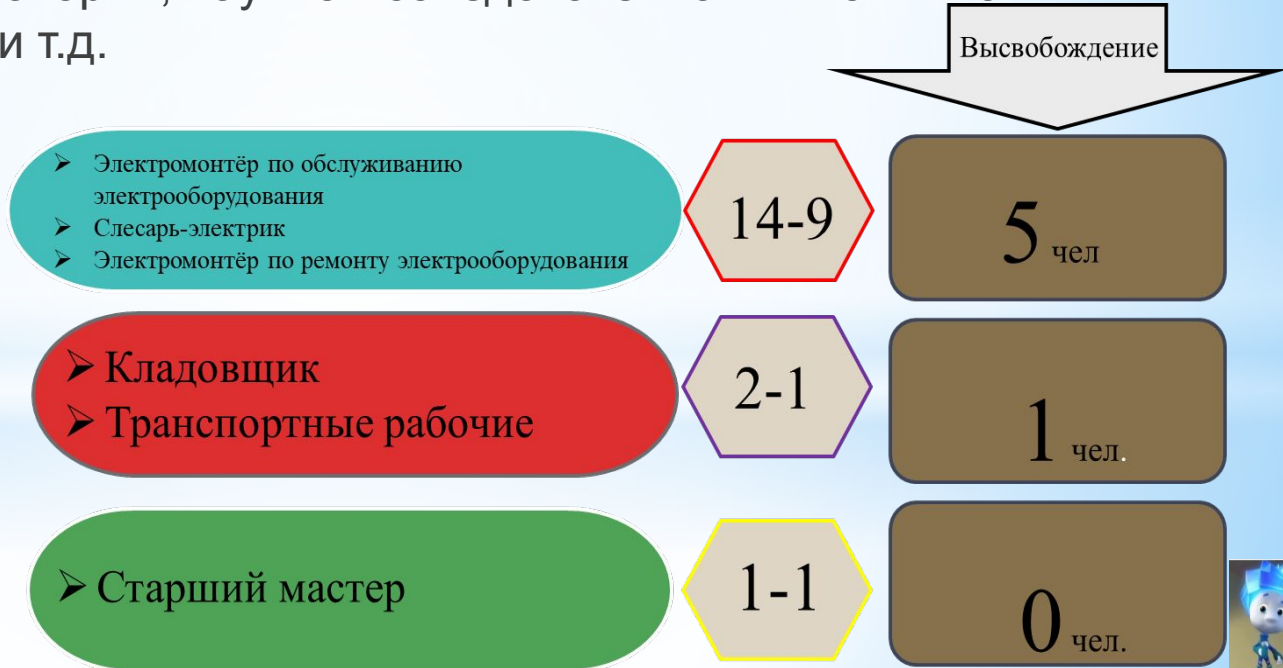 и т.д.
Высвобождение
➢ Электромонтёр по обслуживанию
электрооборудования
➢ Слесарь-электрик
➢ Электромонтёр по ремонту электрооборудования
14-9
5 чел
➢ Кладовщик
➢ Транспортные рабочие
2-1
1 чел.
➢ Старший мастер
1-1
0 чел.